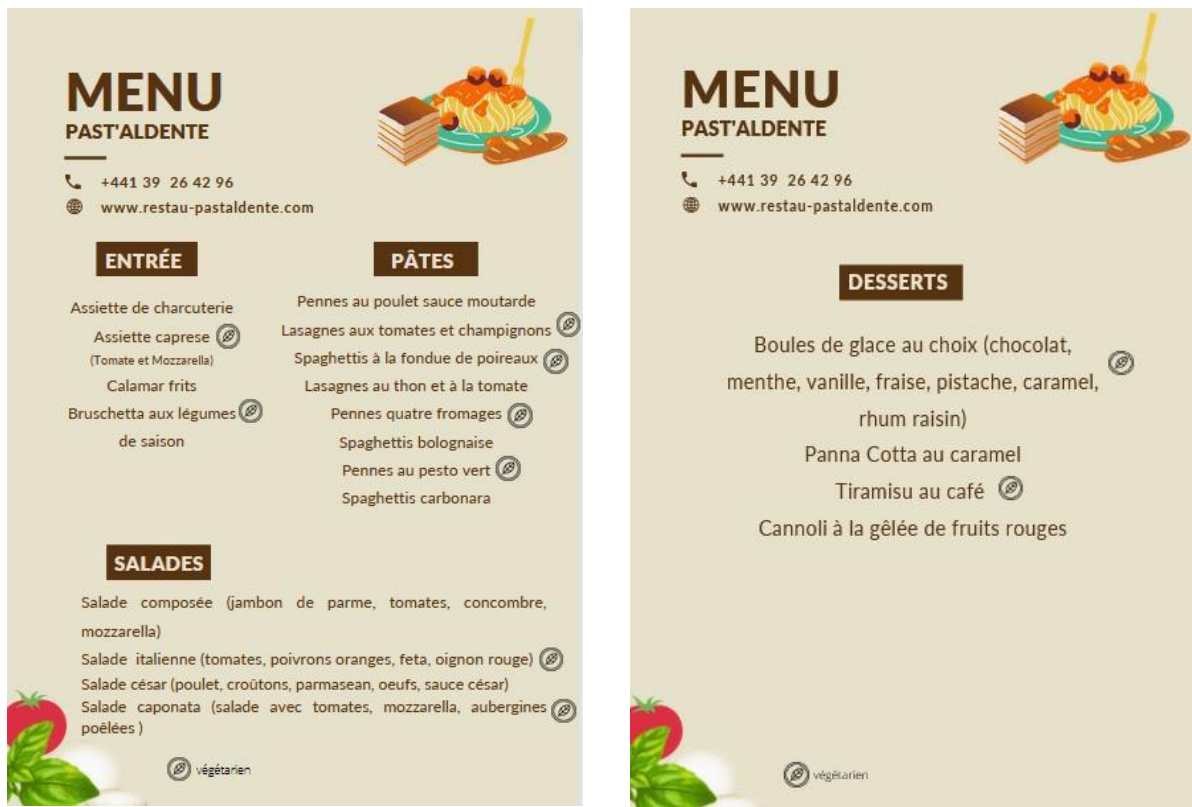 MENU
PAST'ALDENTE
+441 39 26 42 96
www.restau-pastaldente.com
ENTRÉE
Assiette de charcuterie
Assiette caprese
(Tomate et Mozzarella)
Calamar frits
Bruschetta aux légumes
de saison
PÂTES
Pennes au poulet sauce moutarde
Lasagnes aux tomates et champignons
Spaghettis à la fondue de poireaux
Lasagnes au thon et à la tomate
Pennes quatre fromages
Spaghettis bolognaise
Pennes au pesto vert
Spaghettis carbonara
SALADES
Salade composée (jambon de parme, tomates, concombre,
mozzarella)
Salade italienne (tomates, poivrons oranges, feta, oignon rouge)
Salade césar (poulet, croûtons, parmasean, oeufs, sauce césar)
Salade caponata (salade avec tomates, mozzarella, aubergines
poêlées )
végétarien
MENU
PAST'ALDENTE
+441 39 26 42 96
www.restau-pastaldente.com
DESSERTS
Boules de glace au choix (chocolat,
menthe, vanille, fraise, pistache, caramel,
rhum raisin)
Panna Cotta au caramel
Tiramisu au café
Cannoli à la gêlée de fruits rouges
végétarien